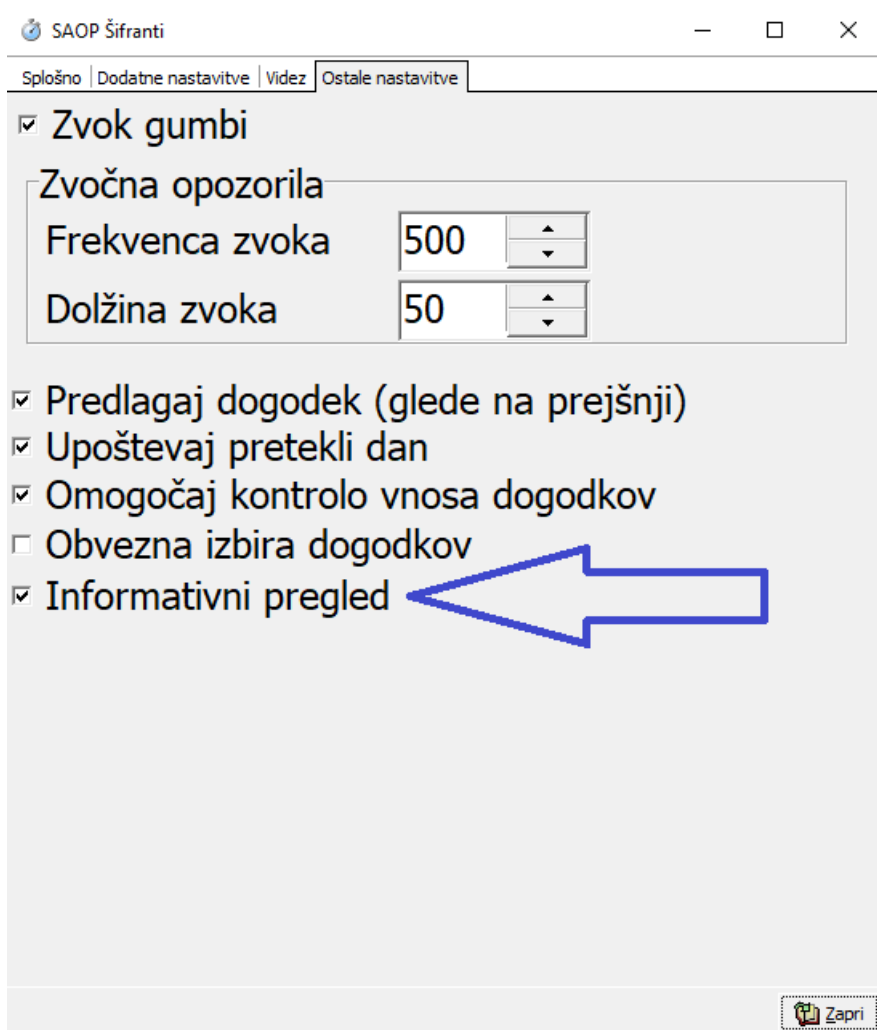 SAOP Šifranti
Splošno Dodatne nastavitve Videz Ostale nastavitve
Zvok gumbi
Zvočna opozorila
Frekvenca zvoka 500
Dolžina zvoka 50
Predlagaj dogodek (glede na prejšnji)
Upoštevaj pretekli dan
Omogočaj kontrolo vnosa dogodkov
Obvezna izbira dogodkov
Informativni pregled
Zapri